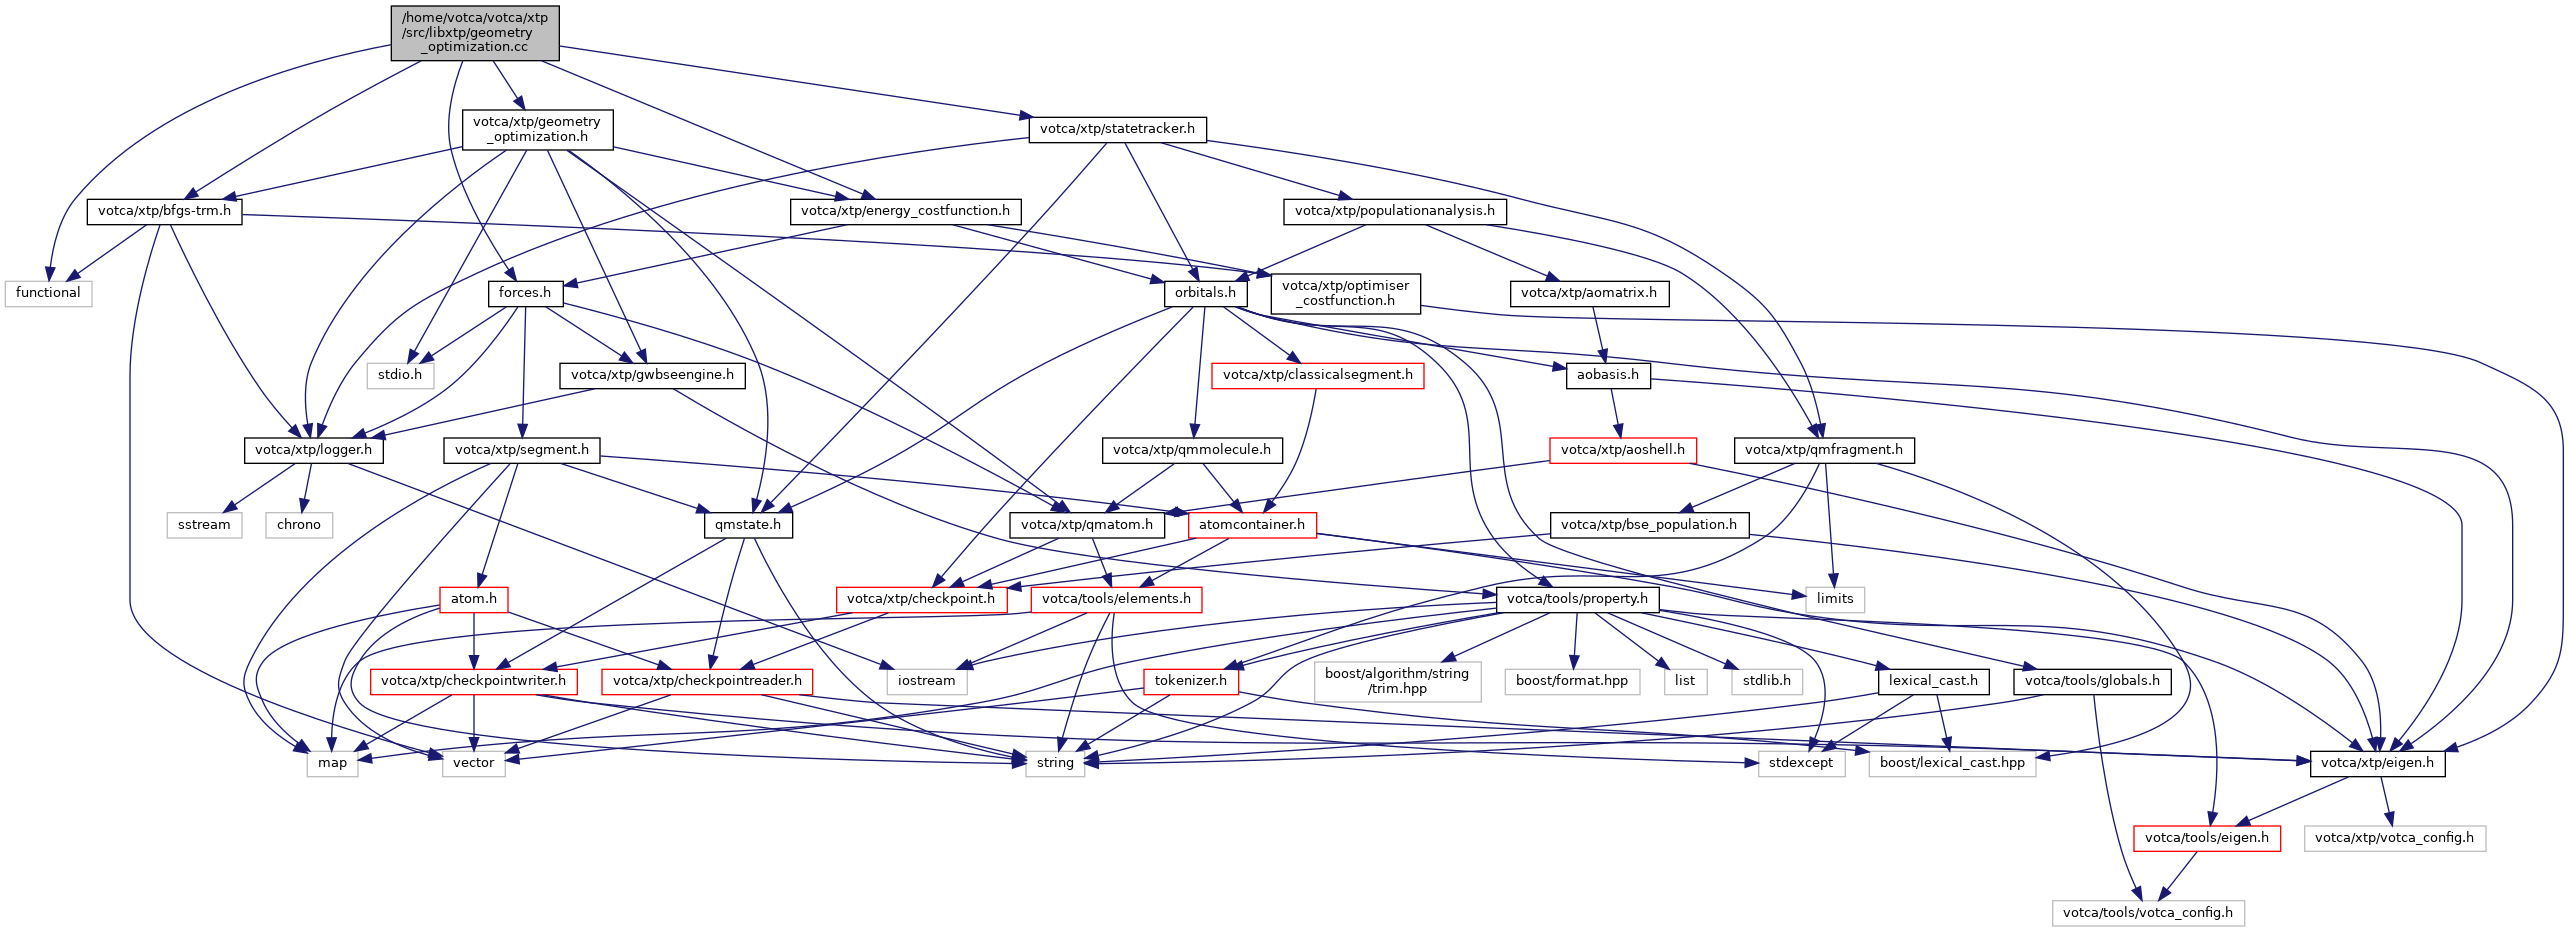 /home/votca/votca/xtp
/src/libxtp/geometry
_optimization.cc
votca/xtp/geometry
_optimization.h
votca/xtp/statetracker.h
votca/xtp/bfgs-trm.h
votca/xtp/energy_costfunction.h
votca/xtp/populationanalysis.h
functional
forces.h
orbitals.h
votca/xtp/optimiser
_costfunction.h
votca/xtp/aomatrix.h
stdio.h
votca/xtp/gwbseengine.h
votca/xtp/classicalsegment.h
aobasis.h
votca/xtp/logger.h
votca/xtp/segment.h
votca/xtp/qmmolecule.h
votca/xtp/aoshell.h
votca/xtp/qmfragment.h
sstream
chrono
qmstate.h
votca/xtp/qmatom.h
atomcontainer.h
votca/xtp/bse_population.h
atom.h
votca/xtp/checkpoint.h
votca/tools/elements.h
votca/tools/property.h
limits
votca/xtp/checkpointwriter.h
votca/xtp/checkpointreader.h
iostream
tokenizer.h
boost/algorithm/string
/trim.hpp
boost/format.hpp
list
stdlib.h
lexical_cast.h
votca/tools/globals.h
map
vector
string
stdexcept
boost/lexical_cast.hpp
votca/xtp/eigen.h
votca/tools/eigen.h
votca/xtp/votca_config.h
votca/tools/votca_config.h